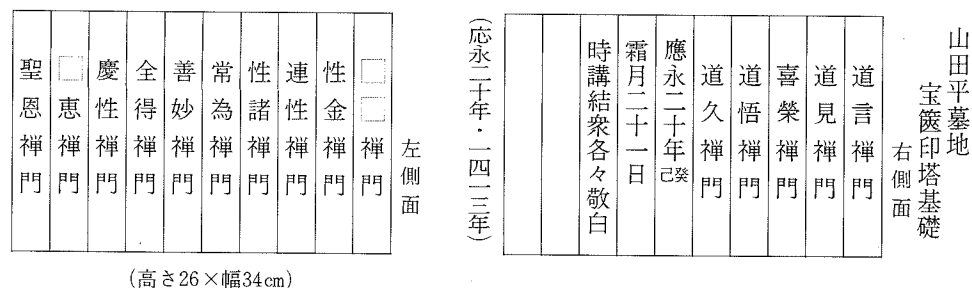 山田平墓地
宝篋印塔基礎
右側面
道言禅門
道見禅門
喜榮禅門
道悟禅門
道久禅門
應永二十年癸巳
霜月二十一日
時講結衆各々敬白
(応永二十年・一四一三年)
左側面
□□禅門
性金禅門
連性禅門
性諸禅門
常為禅門
善妙禅門
全得禅門
慶性禅門
□恵禅門
聖恩禅門
(高さ26×幅34cm)